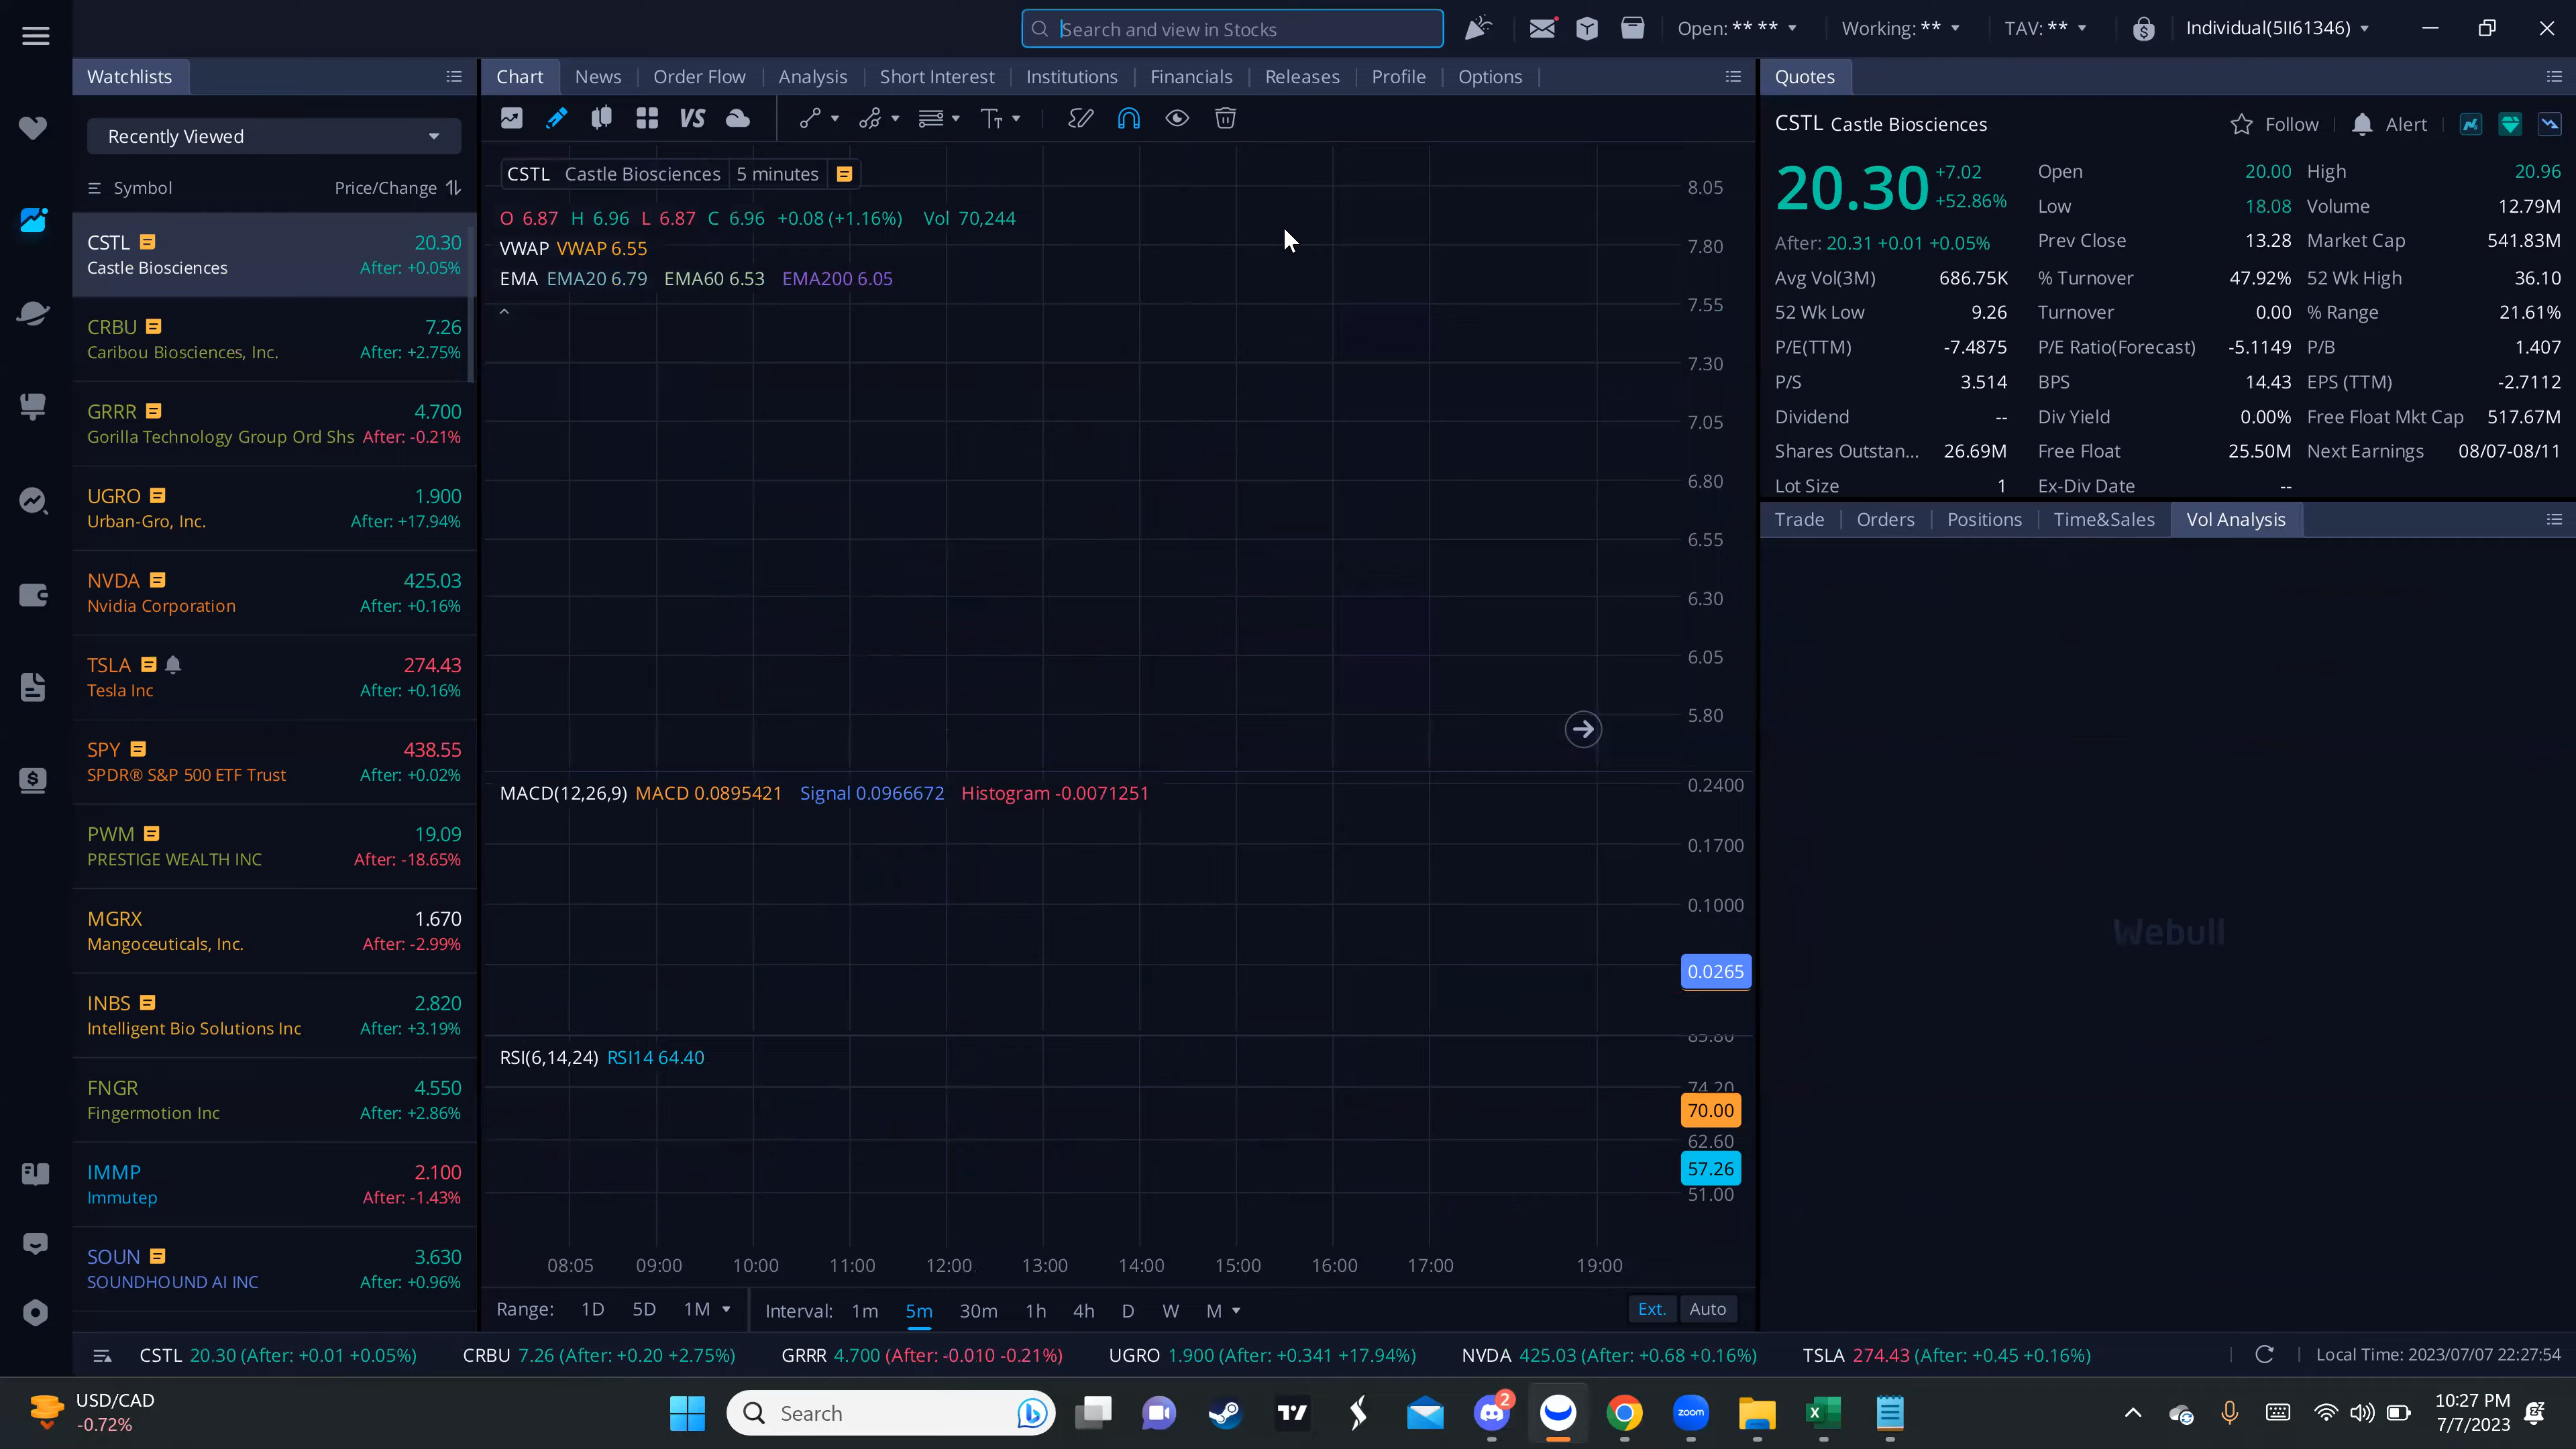 Search and view in Stocks
Open: ** **
Working: **
TAV: **
Individual(5II61346)
Watchlists
Recently Viewed
Symbol Price/Change
CSTL 20.30
Castle Biosciences After: +0.05%
CRBU 7.26
Caribou Biosciences, Inc. After: +2.75%
GRRR 4.700
Gorilla Technology Group Ord Shs After: -0.21%
UGRO 1.900
Urban-Gro, Inc. After: +17.94%
NVDA 425.03
Nvidia Corporation After: +0.16%
TSLA 274.43
Tesla Inc After: +0.16%
SPY 438.55
SPDR® S&P 500 ETF Trust After: +0.02%
PWM 19.09
PRESTIGE WEALTH INC After: -18.65%
MGRX 1.670
Mangoceuticals, Inc. After: -2.99%
INBS 2.820
Intelligent Bio Solutions Inc After: +3.19%
FNGR 4.550
Fingermotion Inc After: +2.86%
IMMP 2.100
Immutep After: -1.43%
SOUN 3.630
SOUNDHOUND AI INC After: +0.96%
Chart News Order Flow Analysis Short Interest Institutions Financials Releases Profile Options
VS
CSTL Castle Biosciences 5 minutes
O 6.87 H 6.96 L 6.87 C 6.96 +0.08 (+1.16%) Vol 70,244
VWAP VWAP 6.55
EMA EMA20 6.79 EMA60 6.53 EMA200 6.05
8.05
7.80
7.55
7.30
7.05
6.80
6.55
6.30
6.05
5.80
MACD(12,26,9) MACD 0.0895421 Signal 0.0966672 Histogram -0.0071251
0.2400
0.1700
0.1000
0.0265
RSI(6,14,24) RSI14 64.40
85.80
74.20
70.00
62.60
57.26
51.00
08:05 09:00 10:00 11:00 12:00 13:00 14:00 15:00 16:00 17:00 19:00
Range: 1D 5D 1M Interval: 1m 5m 30m 1h 4h D W M Ext. Auto
Quotes
CSTL Castle Biosciences Follow Alert
20.30 +7.02
+52.86%
After: 20.31 +0.01 +0.05%
Open 20.00 High 20.96
Low 18.08 Volume 12.79M
Prev Close 13.28 Market Cap 541.83M
Avg Vol(3M) 686.75K % Turnover 47.92% 52 Wk High 36.10
52 Wk Low 9.26 Turnover 0.00 % Range 21.61%
P/E(TTM) -7.4875 P/E Ratio(Forecast) -5.1149 P/B 1.407
P/S 3.514 BPS 14.43 EPS (TTM) -2.7112
Dividend -- Div Yield 0.00% Free Float Mkt Cap 517.67M
Shares Outstan... 26.69M Free Float 25.50M Next Earnings 08/07-08/11
Lot Size 1 Ex-Div Date --
Trade Orders Positions Time&Sales Vol Analysis
Webull
CSTL 20.30 (After: +0.01 +0.05%) CRBU 7.26 (After: +0.20 +2.75%) GRRR 4.700 (After: -0.010 -0.21%) UGRO 1.900 (After: +0.341 +17.94%) NVDA 425.03 (After: +0.68 +0.16%) TSLA 274.43 (After: +0.45 +0.16%) Local Time: 2023/07/07 22:27:54
USD/CAD
-0.72%
Search
2
zoom
10:27 PM
7/7/2023